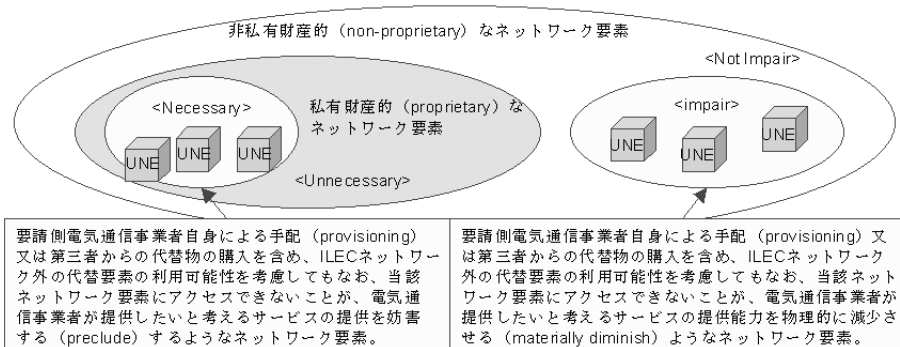 非私有財産的（non-proprietary）なネットワーク要素
<Not Impair>
<Necessary>
私有財産的（proprietary）な
ネットワーク要素
<impair>
UNE
UNE
UNE
UNE
UNE
UNE
<Unnecessary>
要請側電気通信事業者自身による手配（provisioning）
又は第三者からの代替物の購入を含め、ILECネットワー
ク外の代替要素の利用可能性を考慮してもなお、当該
ネットワーク要素にアクセスできないことが、電気通
信事業者が提供したいと考えるサービスの提供を妨害
する（preclude）するようなネットワーク要素。
要請側電気通信事業者自身による手配（provisioning）又
は第三者からの代替物の購入を含め、ILECネットワーク
外の代替要素の利用可能性を考慮してもなお、当該ネット
ワーク要素にアクセスできないことが、電気通信事業者が
提供したいと考えるサービスの提供能力を物理的に減少さ
せる（materially diminish）ようなネットワーク要素。